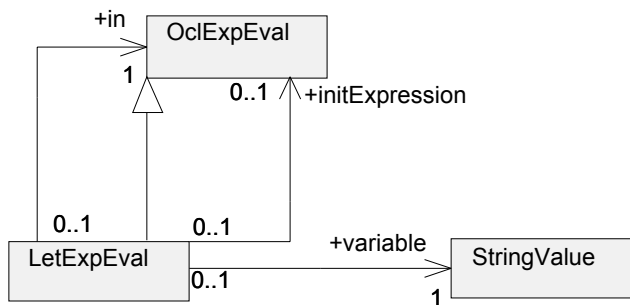 +in
OclExpEval
1
0..1
+initExpression
0..1
0..1
LetExpEval
0..1
+variable
StringValue
1